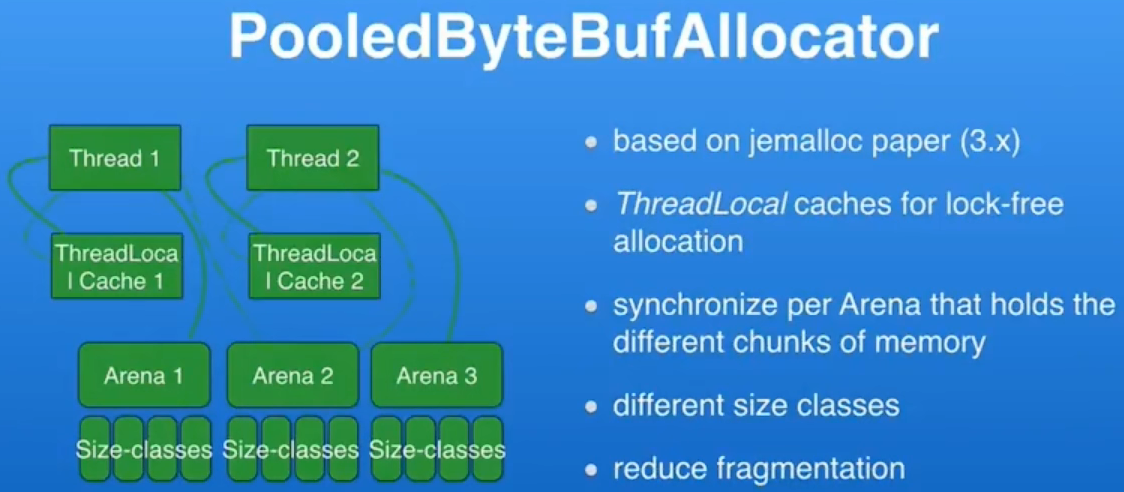 PooledByteBufAllocator
Thread 1
Thread 2
ThreadLoca
l Cache 1
ThreadLoca
l Cache 2
Arena 1
Arena 2
Arena 3
Size-classes
Size-classes
Size-classes
based on jemalloc paper (3.x)
ThreadLocal caches for lock-free
allocation
synchronize per Arena that holds the
different chunks of memory
different size classes
reduce fragmentation